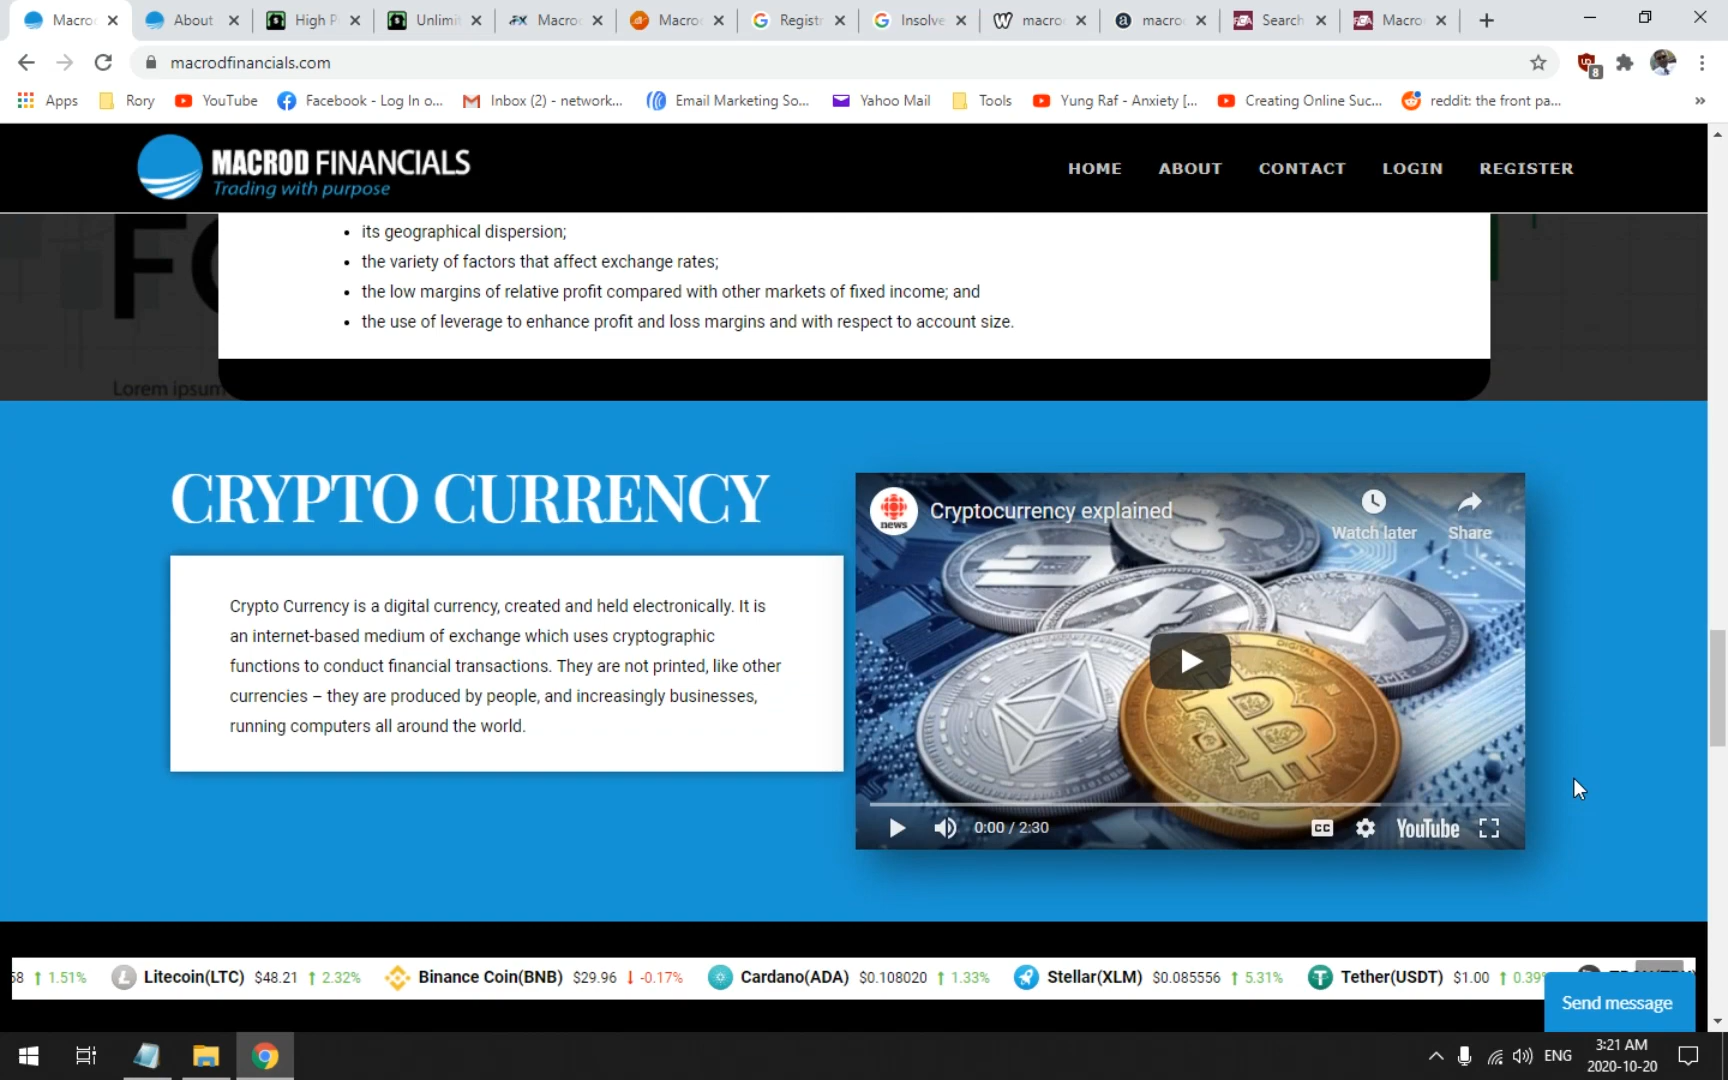 Macro
About
High P
Unlimi
Macro
Macro
Registr
Insolve
macro
macro
Search
Macro
macrodfinancials.com
8
Apps
Rory
YouTube
Facebook - Log In o...
Inbox (2) - network...
Email Marketing So...
Yahoo Mail
Tools
Yung Raf - Anxiety [...
Creating Online Suc...
reddit: the front pa...
MACROD FINANCIALS
Trading with purpose
HOME
ABOUT
CONTACT
LOGIN
REGISTER
• its geographical dispersion;
• the variety of factors that affect exchange rates;
• the low margins of relative profit compared with other markets of fixed income; and
• the use of leverage to enhance profit and loss margins and with respect to account size.
Lorem ipsum
CRYPTO CURRENCY
Crypto Currency is a digital currency, created and held electronically. It is
an internet-based medium of exchange which uses cryptographic
functions to conduct financial transactions. They are not printed, like other
currencies – they are produced by people, and increasingly businesses,
running computers all around the world.
news
Cryptocurrency explained
Watch later
Share
0:00 / 2:30
CC
YouTube
58 ↑ 1.51%
Litecoin(LTC) $48.21 ↑ 2.32%
Binance Coin(BNB) $29.96 ↓ -0.17%
Cardano(ADA) $0.108020 ↑ 1.33%
Stellar(XLM) $0.085556 ↑ 5.31%
Tether(USDT) $1.00 ↑ 0.39%
Send message
ENG
3:21 AM
2020-10-20